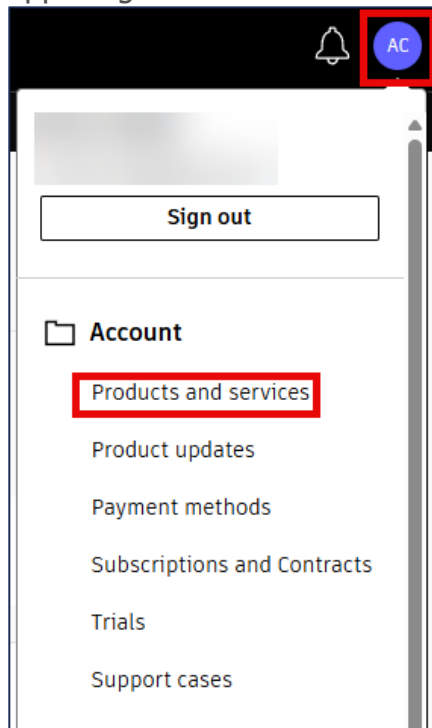 AC
Sign out
Account
Products and services
Product updates
Payment methods
Subscriptions and Contracts
Trials
Support cases